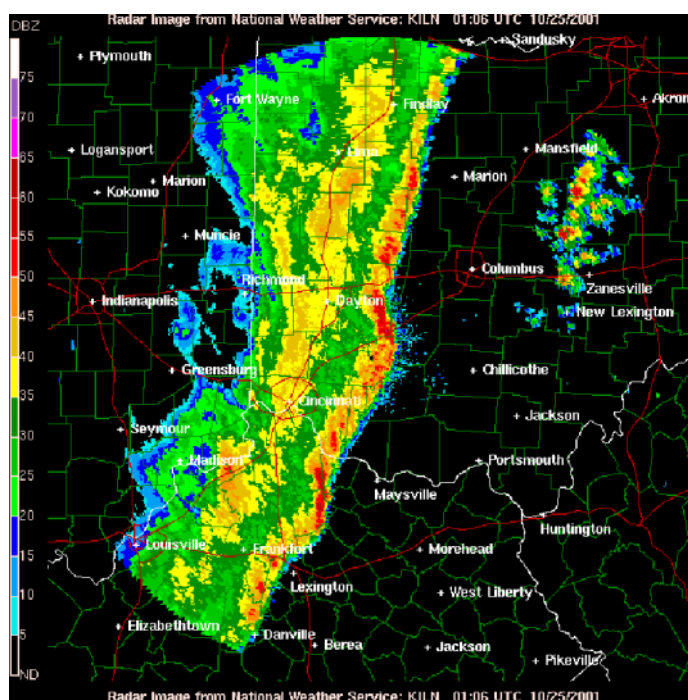 DBZ
Radar Image from National Weather Service: KILN 01:06 UTC 10/25/2001
Sandusky
Plymouth
75
Fort Wayne
Findlay
Akron
70
Logansport
Lima
Mansfield
65
Marion
Marion
Kokomo
60
Muncie
55
Columbus
50
Richmond
Zanesville
Indianapolis
Dayton
New Lexington
45
40
Greensburg
Chillicothe
35
Cincinnati
Jackson
Seymour
30
Madison
Portsmouth
25
Maysville
20
Huntington
Louisville
Frankfort
Morehead
15
Lexington
West Liberty
10
Elizabethtown
Danville
5
Berea
Jackson
Pikeville
ND
Radar Image from National Weather Service: KILN 01:06 UTC 10/25/2001